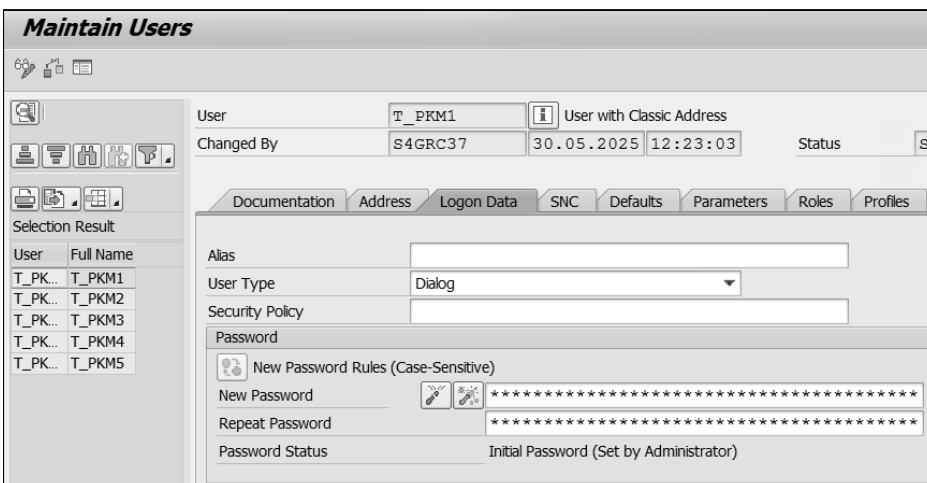 Maintain Users
User T_PKM1 User with Classic Address
Changed By S4GRC37 30.05.2025 12:23:03 Status S
Documentation Address Logon Data SNC Defaults Parameters Roles Profiles
Selection Result
User Full Name
T_PK... T_PKM1
T_PK... T_PKM2
T_PK... T_PKM3
T_PK... T_PKM4
T_PK... T_PKM5
Alias
User Type Dialog
Security Policy
Password
New Password Rules (Case-Sensitive)
New Password ****************************************
Repeat Password ****************************************
Password Status Initial Password (Set by Administrator)